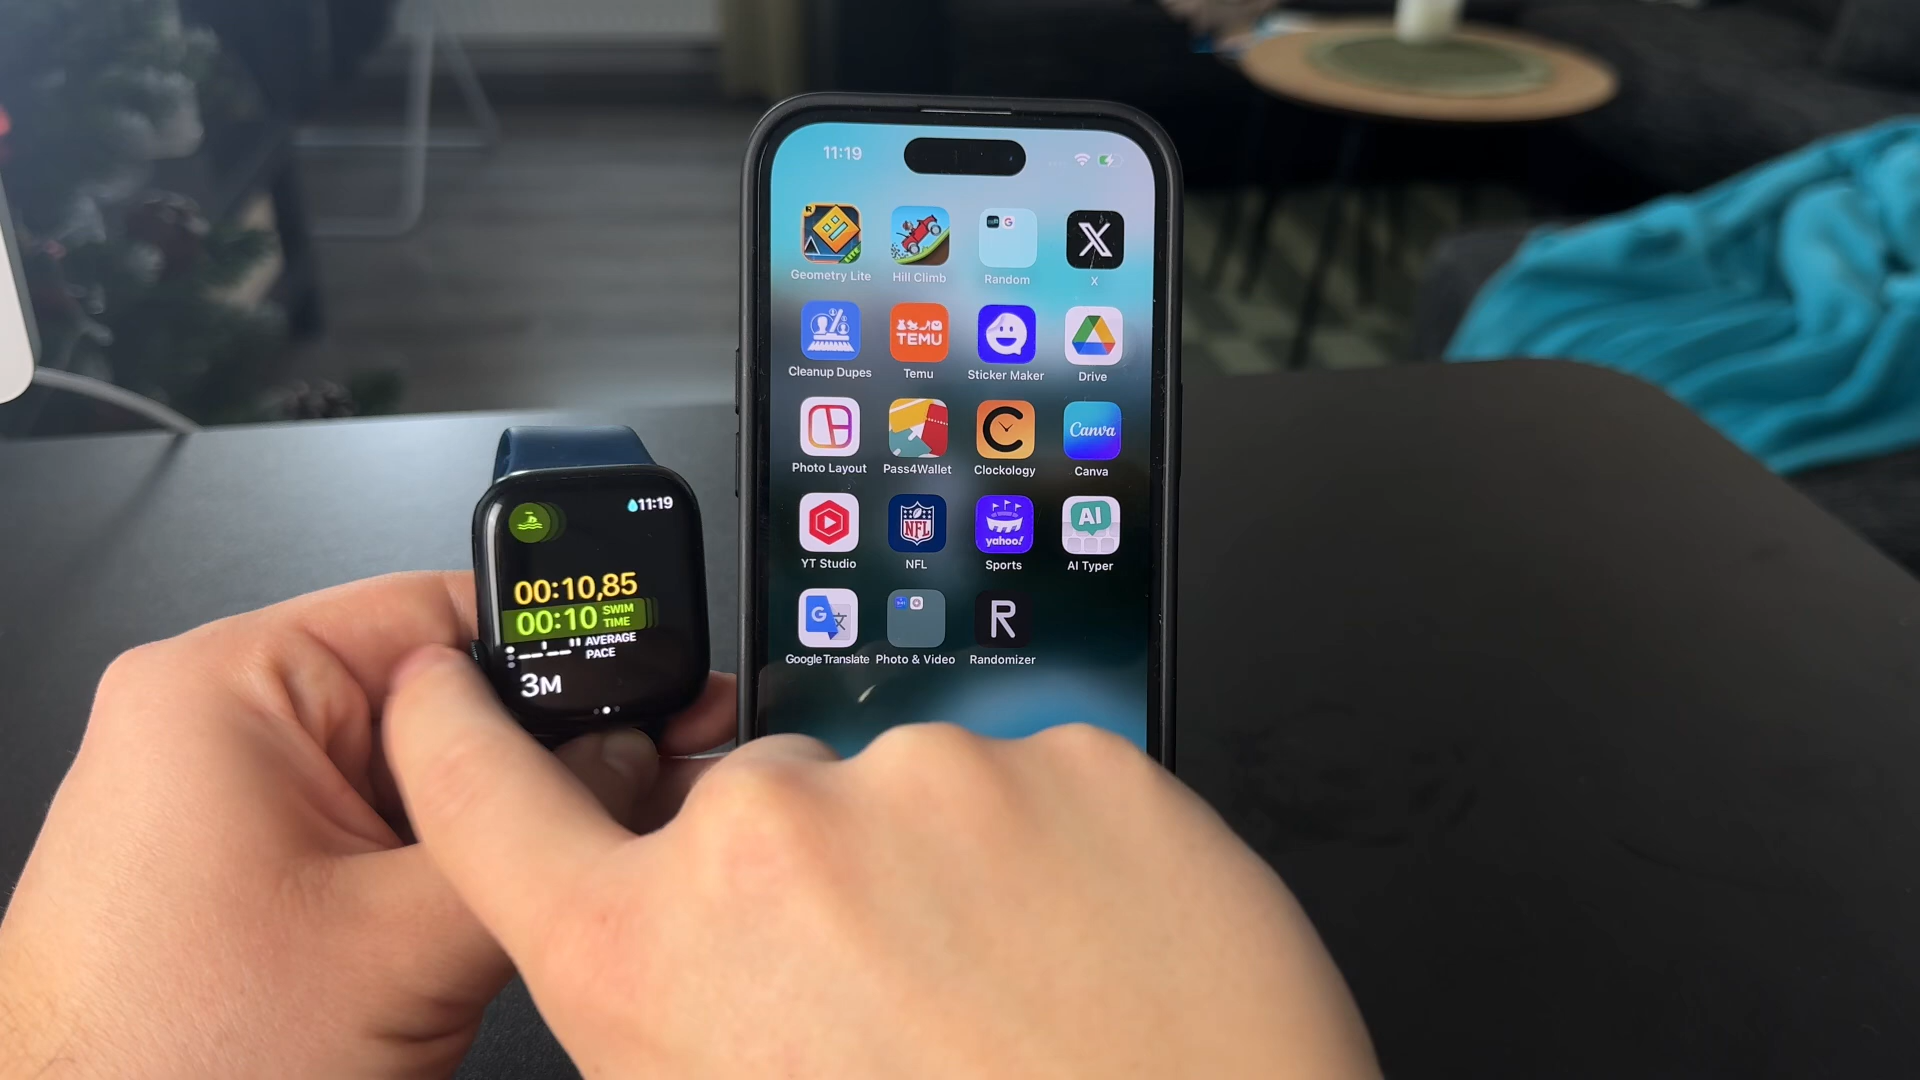 11:19
Geometry Lite
Hill Climb
Random
X
TEMU
Cleanup Dupes
Temu
Sticker Maker
Drive
Canva
Photo Layout
Pass4Wallet
Clockology
Canva
NFL
yahoo!
AI
YT Studio
NFL
Sports
AI Typer
G
R
Google Translate
Photo & Video
Randomizer
11:19
00:10,85
00:10 SWIM TIME
--'--'' AVERAGE PACE
3M